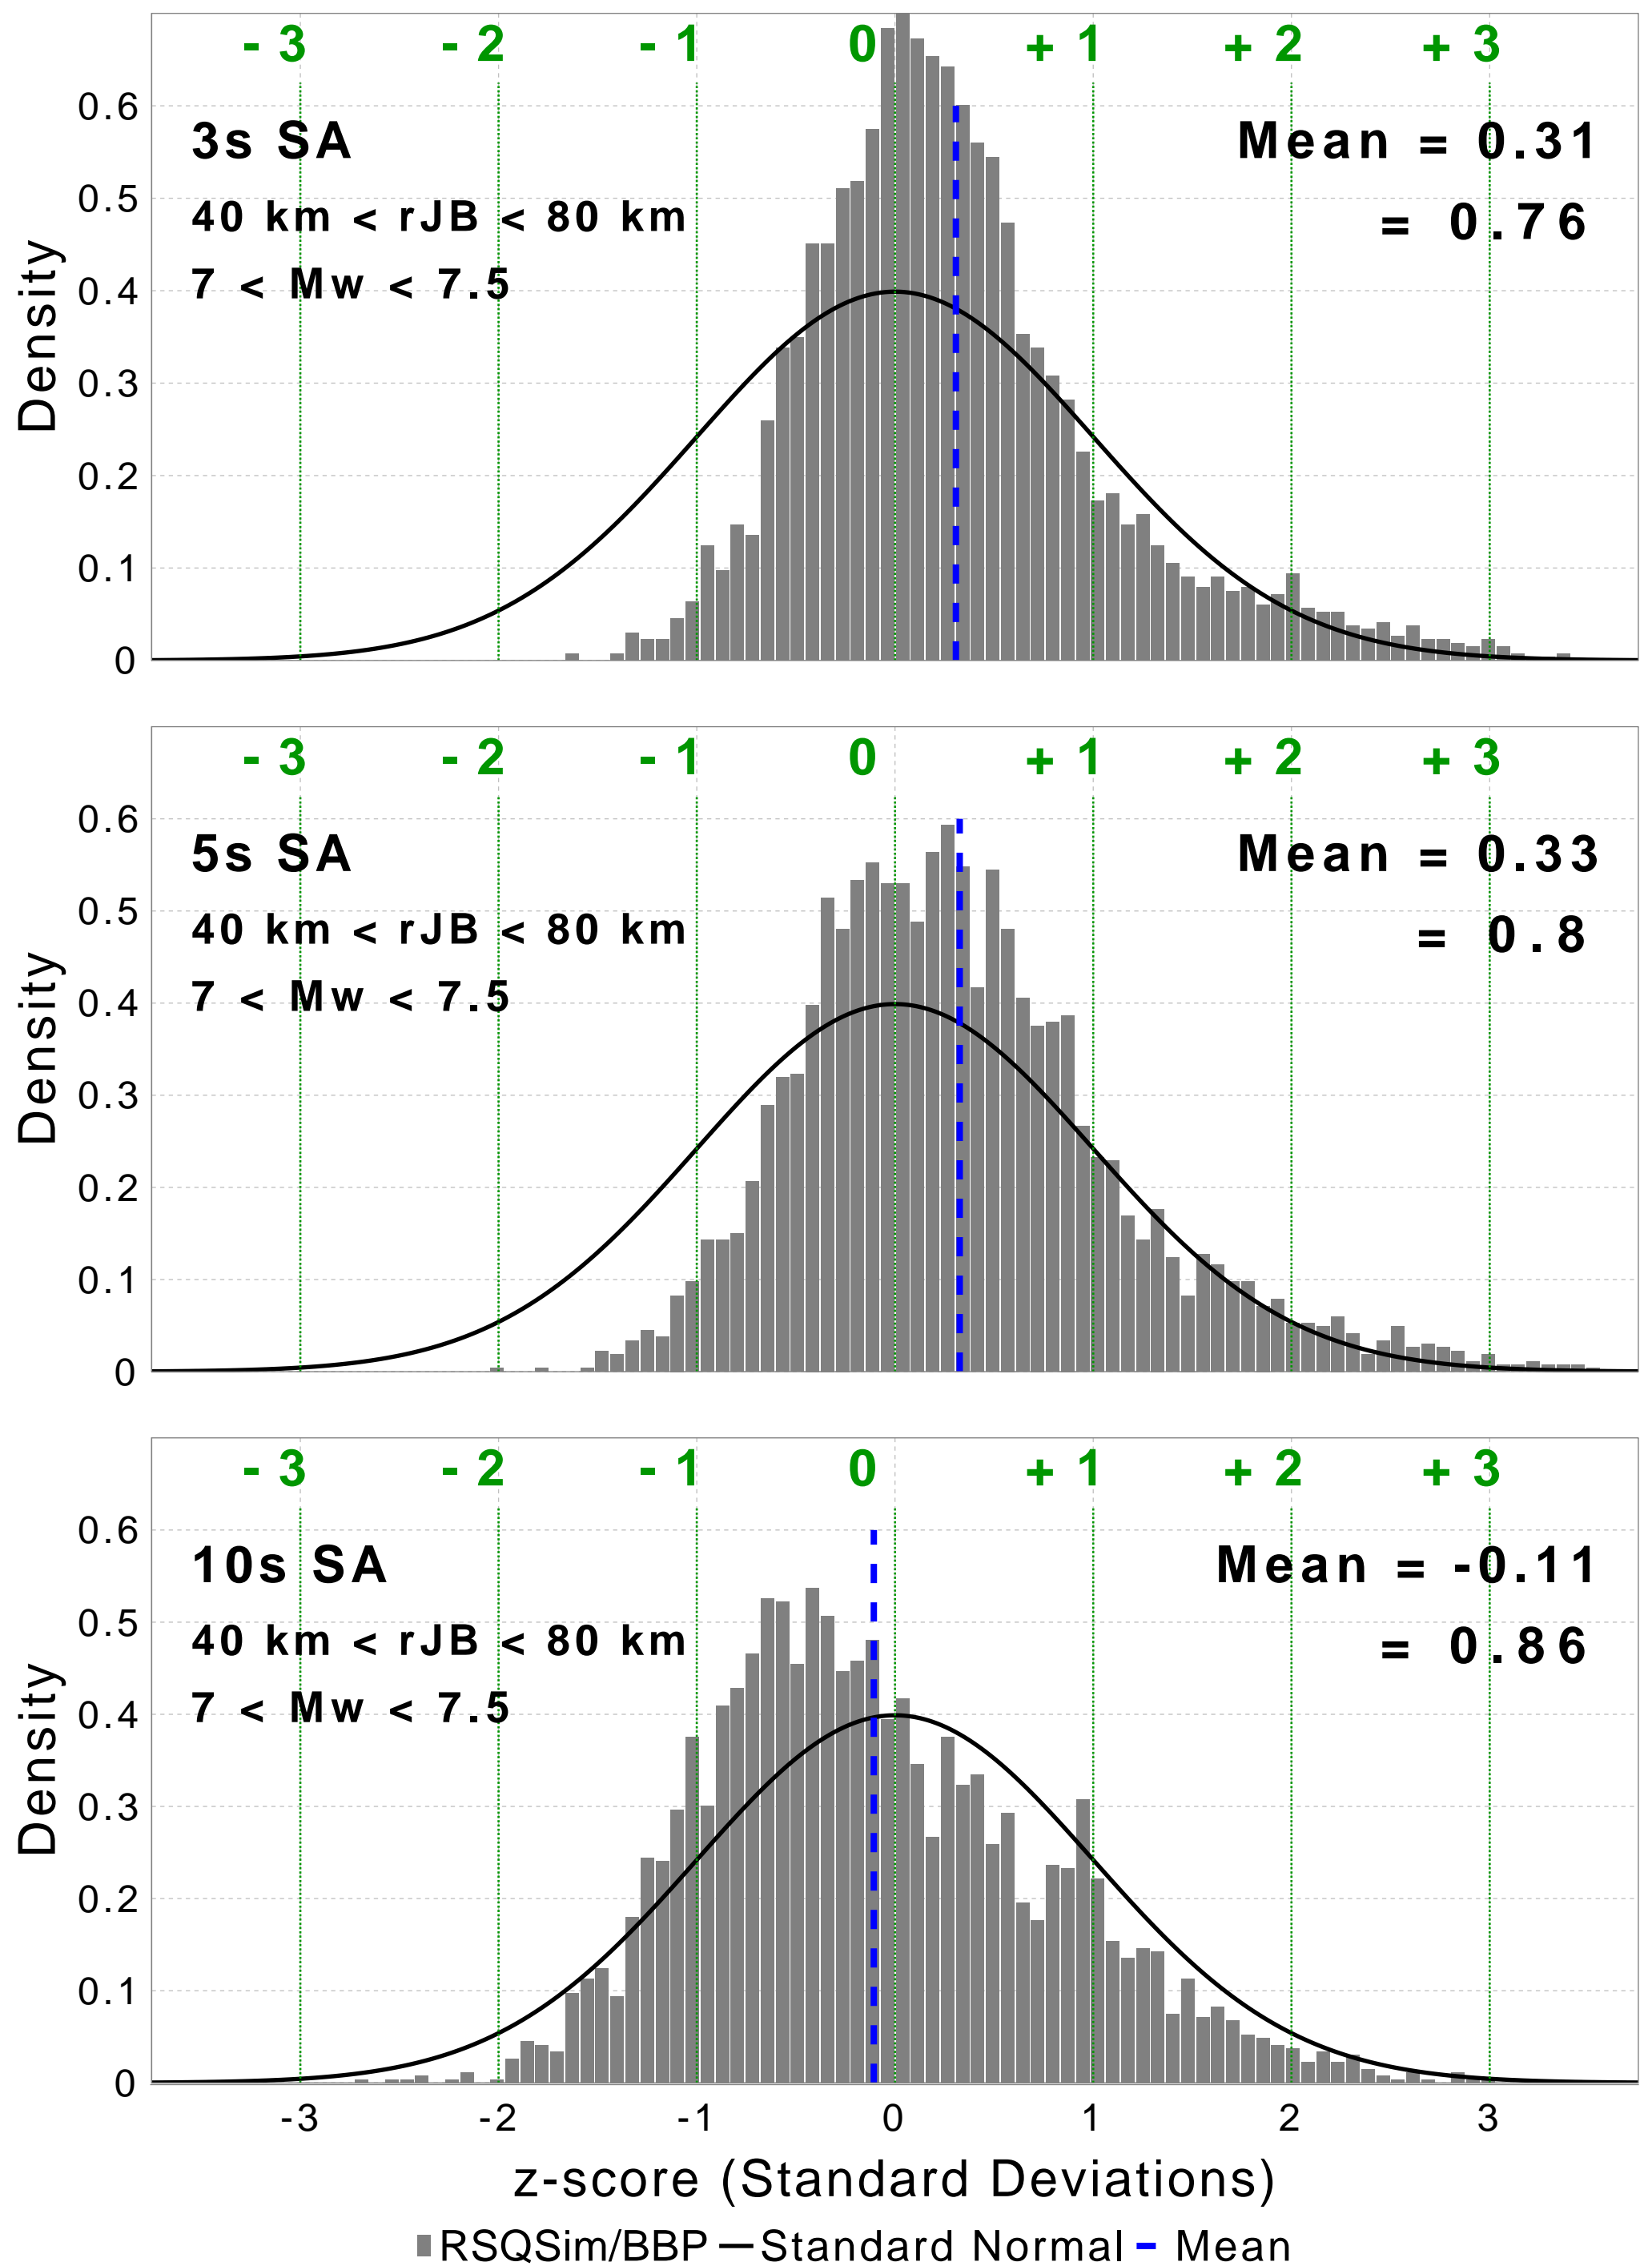 - 3 - 2 - 1 0 + 1 + 2 + 3
0.6
3s SA Mean = 0.31
0.5
40 km < rJB < 80 km = 0.76
7 < Mw < 7.5
0.4
0.3
0.2
0.1
0
Density
- 3 - 2 - 1 0 + 1 + 2 + 3
0.6
5s SA Mean = 0.33
0.5
40 km < rJB < 80 km = 0.8
7 < Mw < 7.5
0.4
0.3
0.2
0.1
0
Density
- 3 - 2 - 1 0 + 1 + 2 + 3
0.6
10s SA Mean = -0.11
0.5
40 km < rJB < 80 km = 0.86
7 < Mw < 7.5
0.4
0.3
0.2
0.1
0
Density
-3 -2 -1 0 1 2 3
z-score (Standard Deviations)
RSQSim/BBP Standard Normal Mean